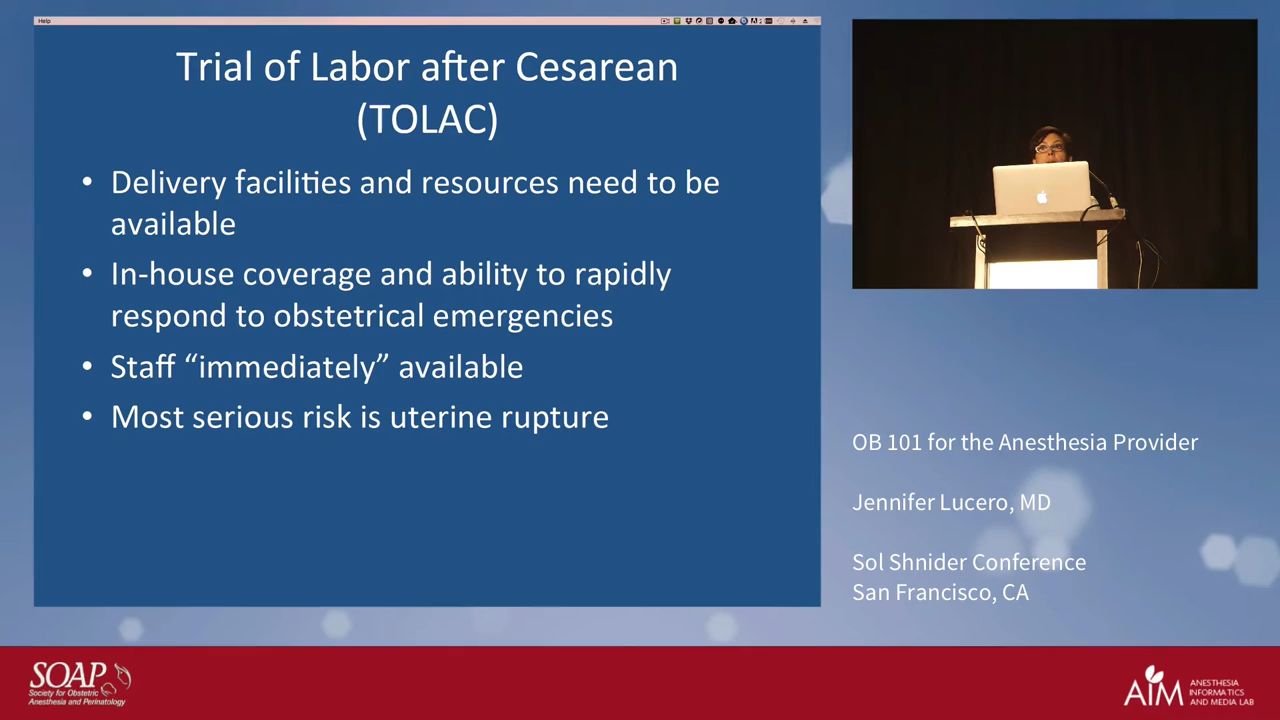 Help
Trial of Labor after Cesarean
(TOLAC)
• Delivery facilities and resources need to be
available
• In-house coverage and ability to rapidly
respond to obstetrical emergencies
• Staff “immediately” available
• Most serious risk is uterine rupture
OB 101 for the Anesthesia Provider
Jennifer Lucero, MD
Sol Shnider Conference
San Francisco, CA
SOAP
Society for Obstetric
Anesthesia and Perinatology
AIM
ANESTHESIA
INFORMATICS
AND MEDIA LAB